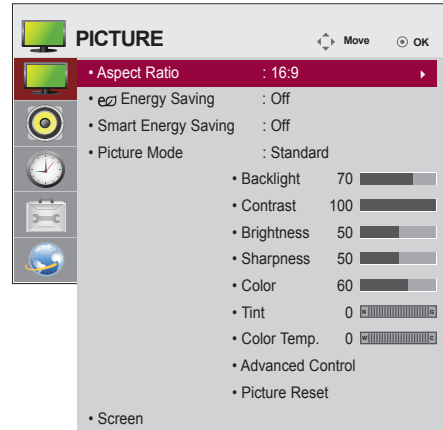 PICTURE Move OK
• Aspect Ratio : 16:9
• Energy Saving : Off
• Smart Energy Saving : Off
• Picture Mode : Standard
• Backlight 70
• Contrast 100
• Brightness 50
• Sharpness 50
• Color 60
• Tint 0 R G
• Color Temp. 0 W C
• Advanced Control
• Picture Reset
• Screen